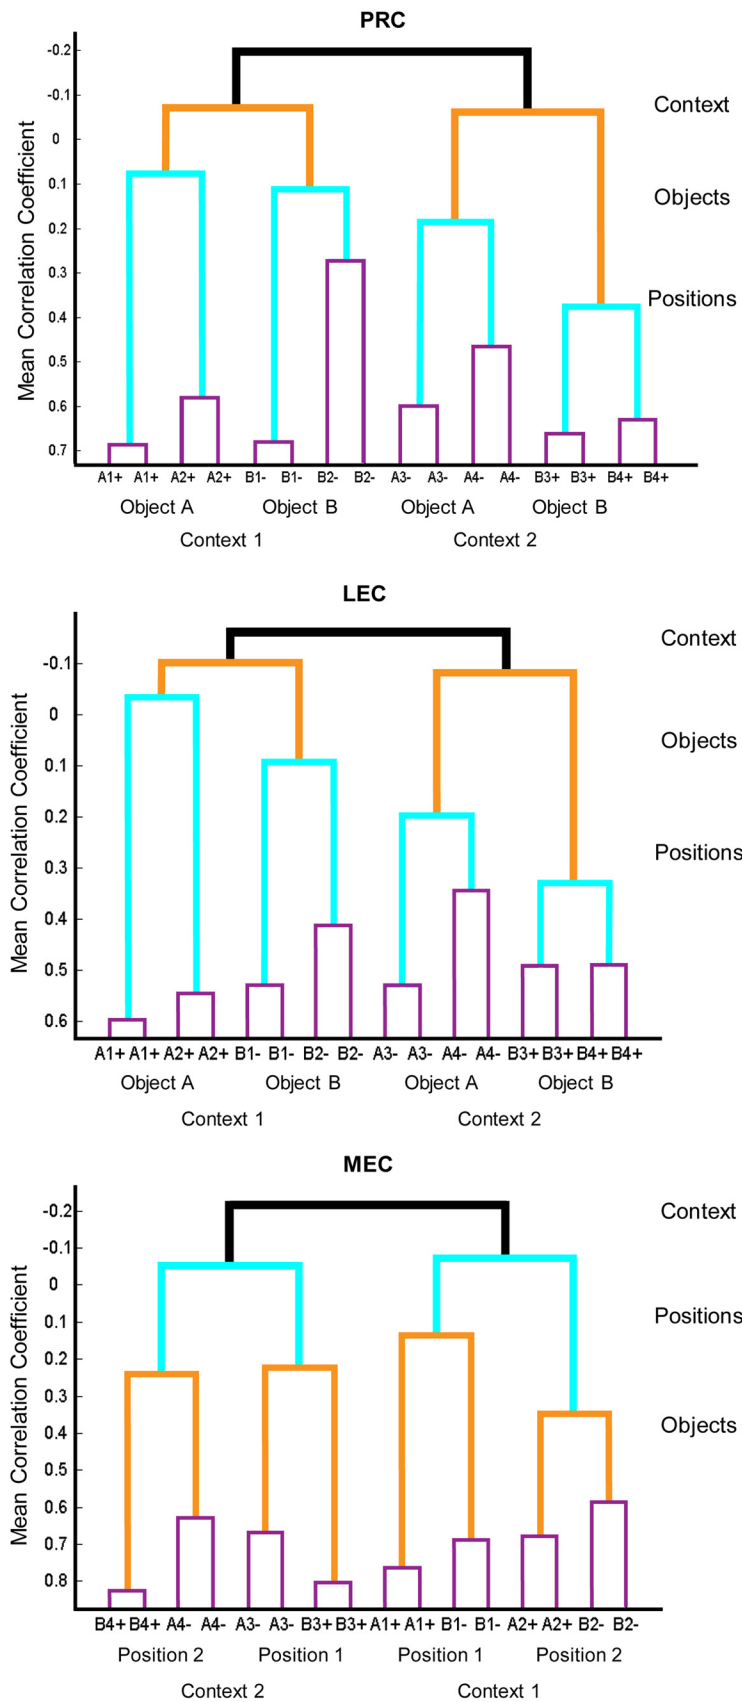 PRC
Mean Correlation Coefficient
-0.2
-0.1
0
0.1
0.2
0.3
0.4
0.5
0.6
0.7
Context
Objects
Positions
A1+ A1+ A2+ A2+ B1- B1- B2- B2- A3- A3- A4- A4- B3+ B3+ B4+ B4+
Object A Object B Object A Object B
Context 1 Context 2
LEC
Mean Correlation Coefficient
-0.1
0
0.1
0.2
0.3
0.4
0.5
0.6
Context
Objects
Positions
A1+ A1+ A2+ A2+ B1- B1- B2- B2- A3- A3- A4- A4- B3+ B3+ B4+ B4+
Object A Object B Object A Object B
Context 1 Context 2
MEC
Mean Correlation Coefficient
-0.2
-0.1
0
0.1
0.2
0.3
0.4
0.5
0.6
0.7
0.8
Context
Positions
Objects
B4+ B4+ A4- A4- A3- A3- B3+ B3+ A1+ A1+ B1- B1- A2+ A2+ B2- B2-
Position 2 Position 1 Position 1 Position 2
Context 2 Context 1